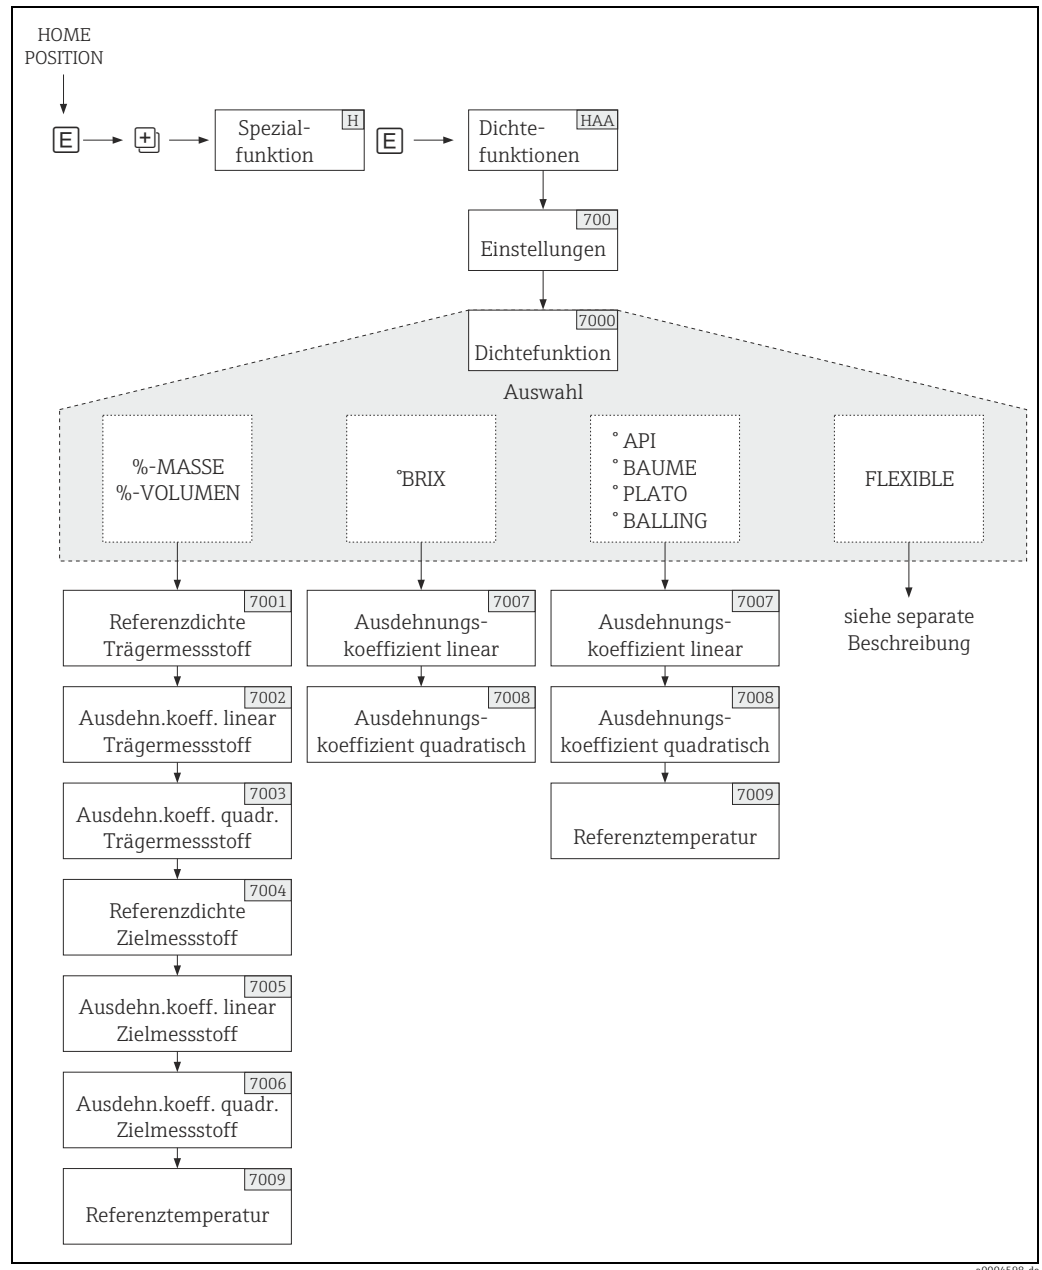 HOME
POSITION
E
+
Spezial-
funktion
H
E
Dichte-
funktionen
HAA
700
Einstellungen
7000
Dichtefunktion
Auswahl
%-MASSE
%-VOLUMEN
°BRIX
° API
° BAUME
° PLATO
° BALLING
FLEXIBLE
7001
Referenzdichte
Trägermessstoff
7002
Ausdehn.koeff. linear
Trägermessstoff
7003
Ausdehn.koeff. quadr.
Trägermessstoff
7004
Referenzdichte
Zielmessstoff
7005
Ausdehn.koeff. linear
Zielmessstoff
7006
Ausdehn.koeff. quadr.
Zielmessstoff
7009
Referenztemperatur
7007
Ausdehnungs-
koeffizient linear
7008
Ausdehnungs-
koeffizient quadratisch
7007
Ausdehnungs-
koeffizient linear
7008
Ausdehnungs-
koeffizient quadratisch
7009
Referenztemperatur
siehe separate
Beschreibung